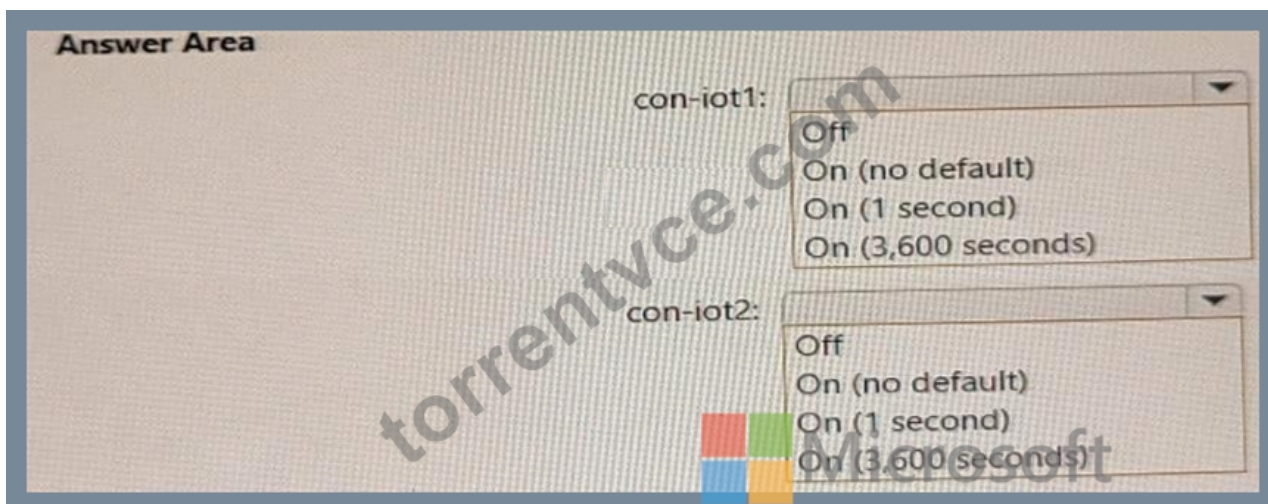 Answer Area
con-iot1:
Off
On (no default)
On (1 second)
On (3,600 seconds)
con-iot2:
Off
On (no default)
On (1 second)
On (3,600 seconds)
torrentvce.com
Microsoft